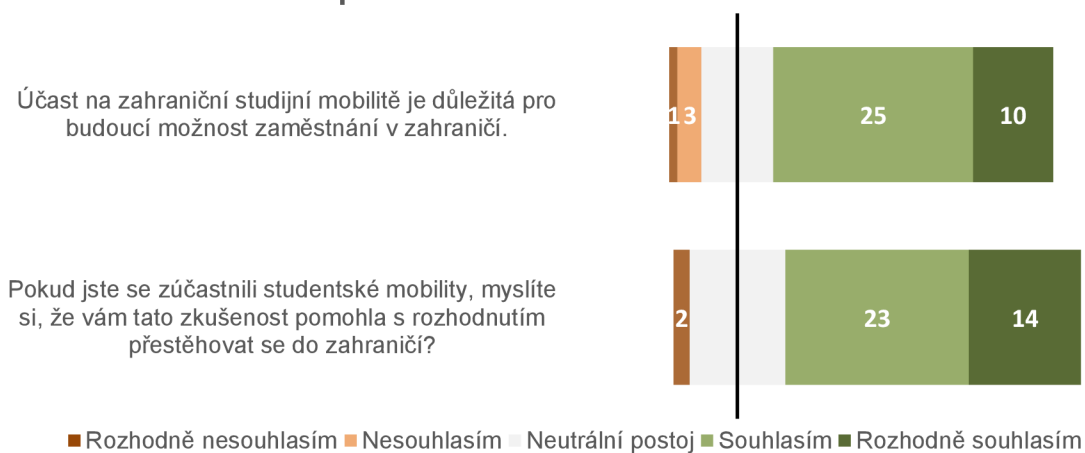 Účast na zahraniční studijní mobilitě je důležitá pro
budoucí možnost zaměstnání v zahraničí.
1 3 25 10
Pokud jste se zúčastnili studentské mobility, myslíte
si, že vám tato zkušenost pomohla s rozhodnutím
přestěhovat se do zahraničí?
2 23 14
Rozhodně nesouhlasím Nesouhlasím Neutrální postoj Souhlasím Rozhodně souhlasím